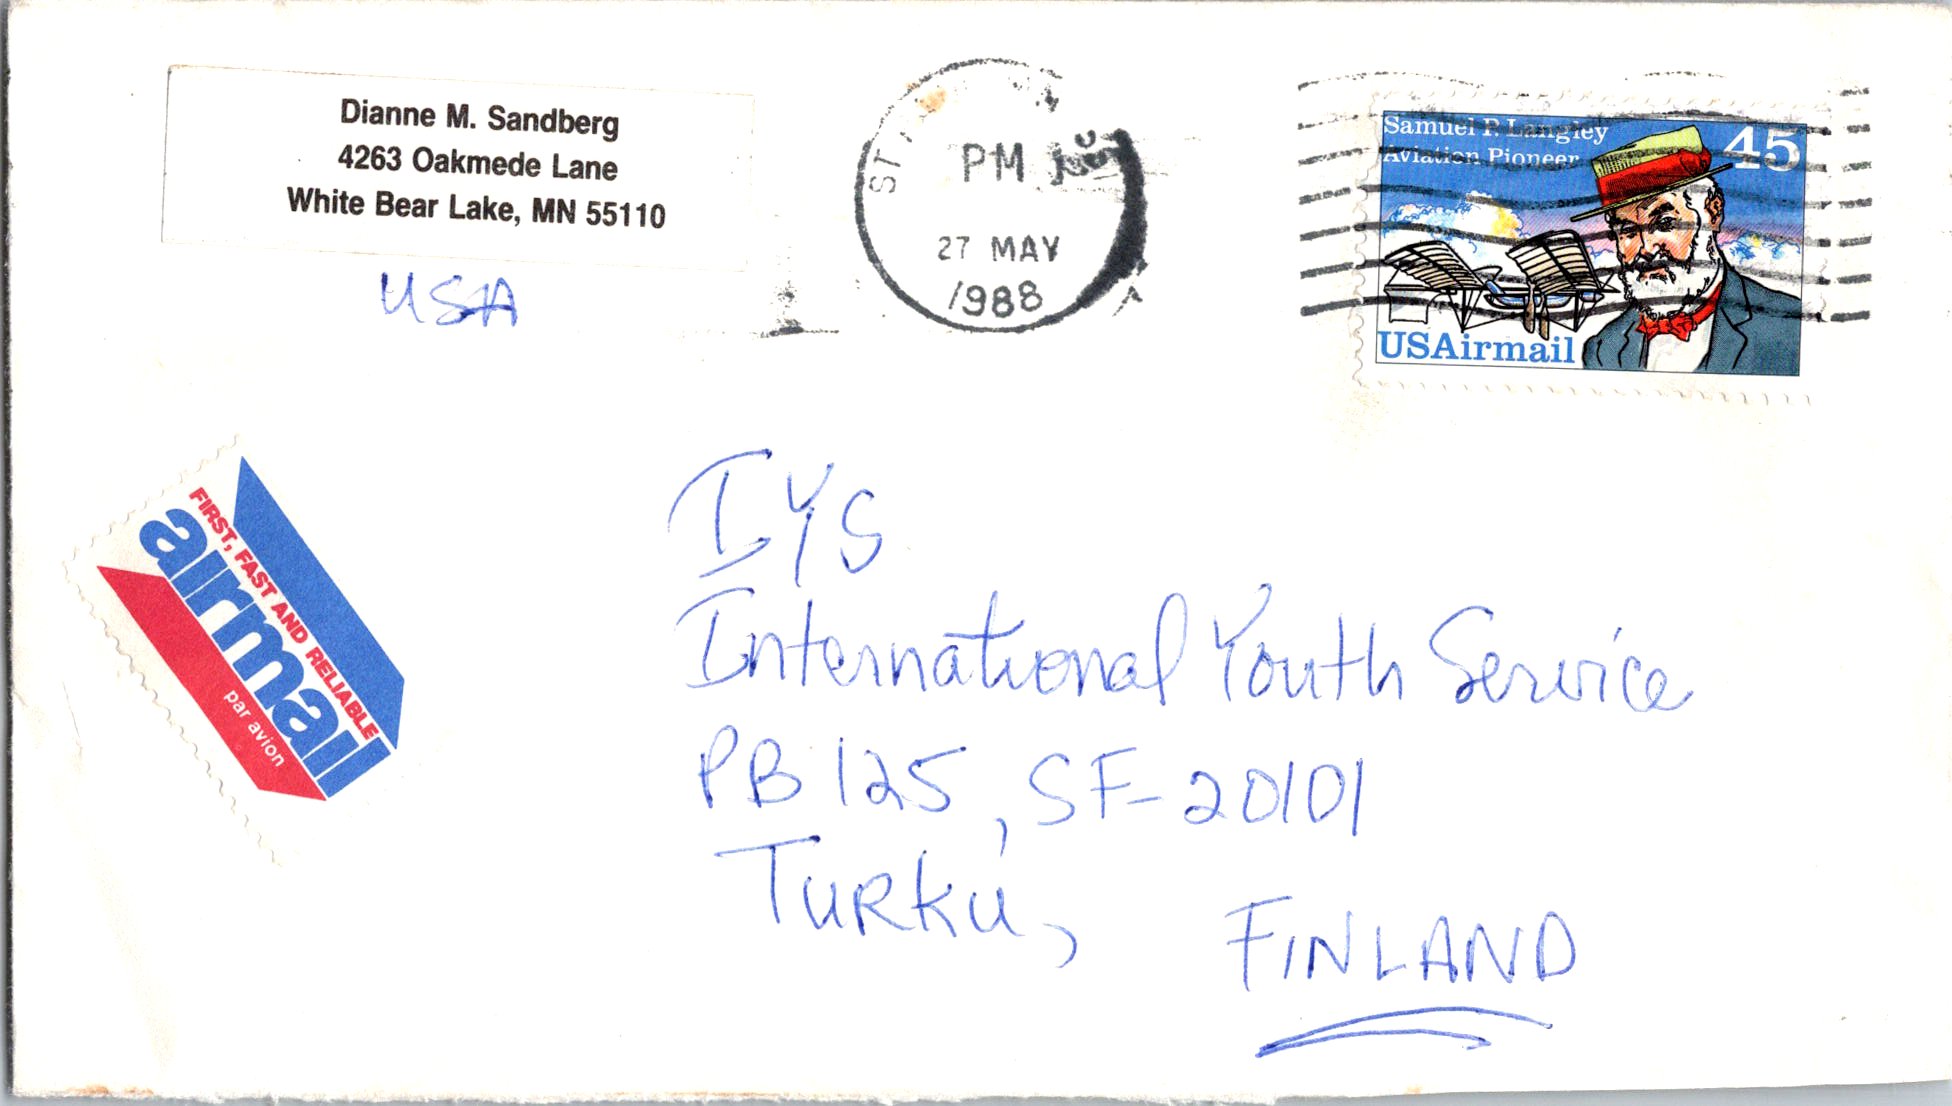 Dianne M. Sandberg
4263 Oakmede Lane
White Bear Lake, MN 55110
USA
ST
PM
27 MAY
1988
Samuel P. Langley
Aviation Pioneer
45
USAirmail
FIRST, FAST AND RELIABLE
airmail
par avion
IYS
International Youth Service
PB 125, SF-20101
Turku,
FINLAND